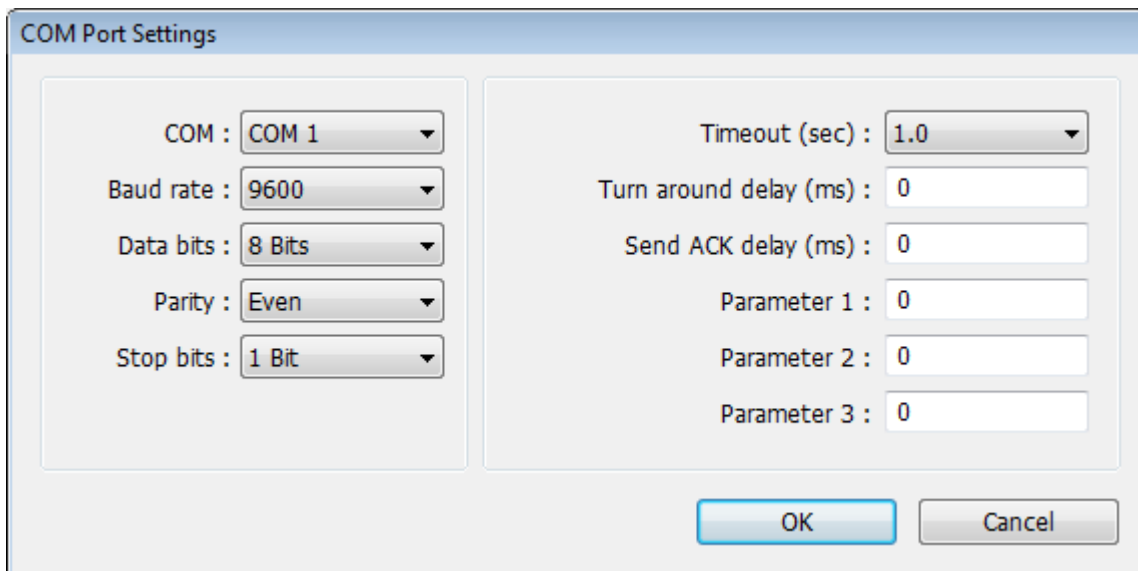 COM Port Settings
COM : COM 1
Baud rate : 9600
Data bits : 8 Bits
Parity : Even
Stop bits : 1 Bit
Timeout (sec) : 1.0
Turn around delay (ms) : 0
Send ACK delay (ms) : 0
Parameter 1 : 0
Parameter 2 : 0
Parameter 3 : 0
OK Cancel